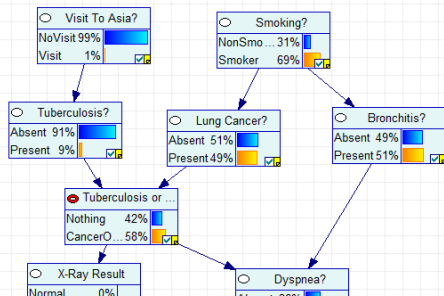 Visit To Asia?
NoVisit 99%
Visit 1%
Smoking?
NonSmo... 31%
Smoker 69%
Tuberculosis?
Absent 91%
Present 9%
Lung Cancer?
Absent 51%
Present 49%
Bronchitis?
Absent 49%
Present 51%
Tuberculosis or ...
Nothing 42%
CancerO... 58%
X-Ray Result
Normal 0%
Dyspnea?